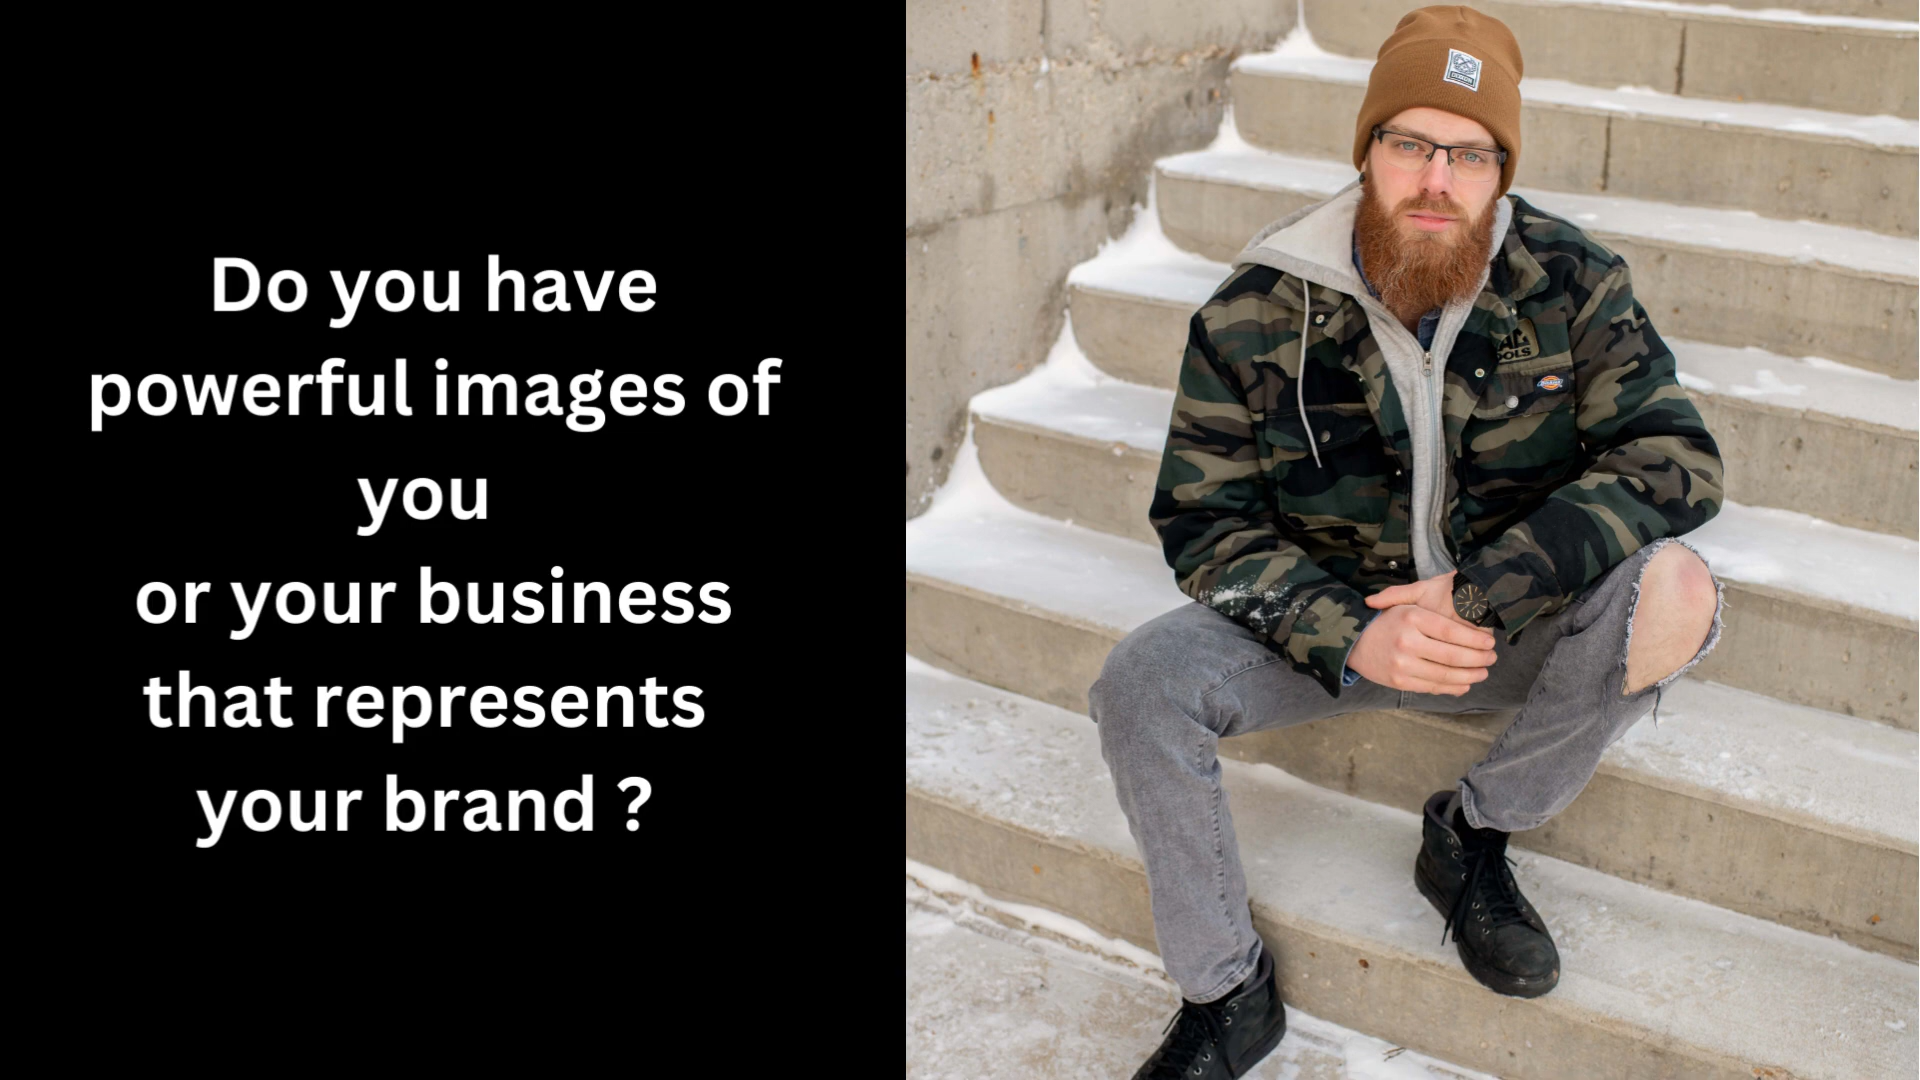 Do you have
powerful images of
you
or your business
that represents
your brand ?